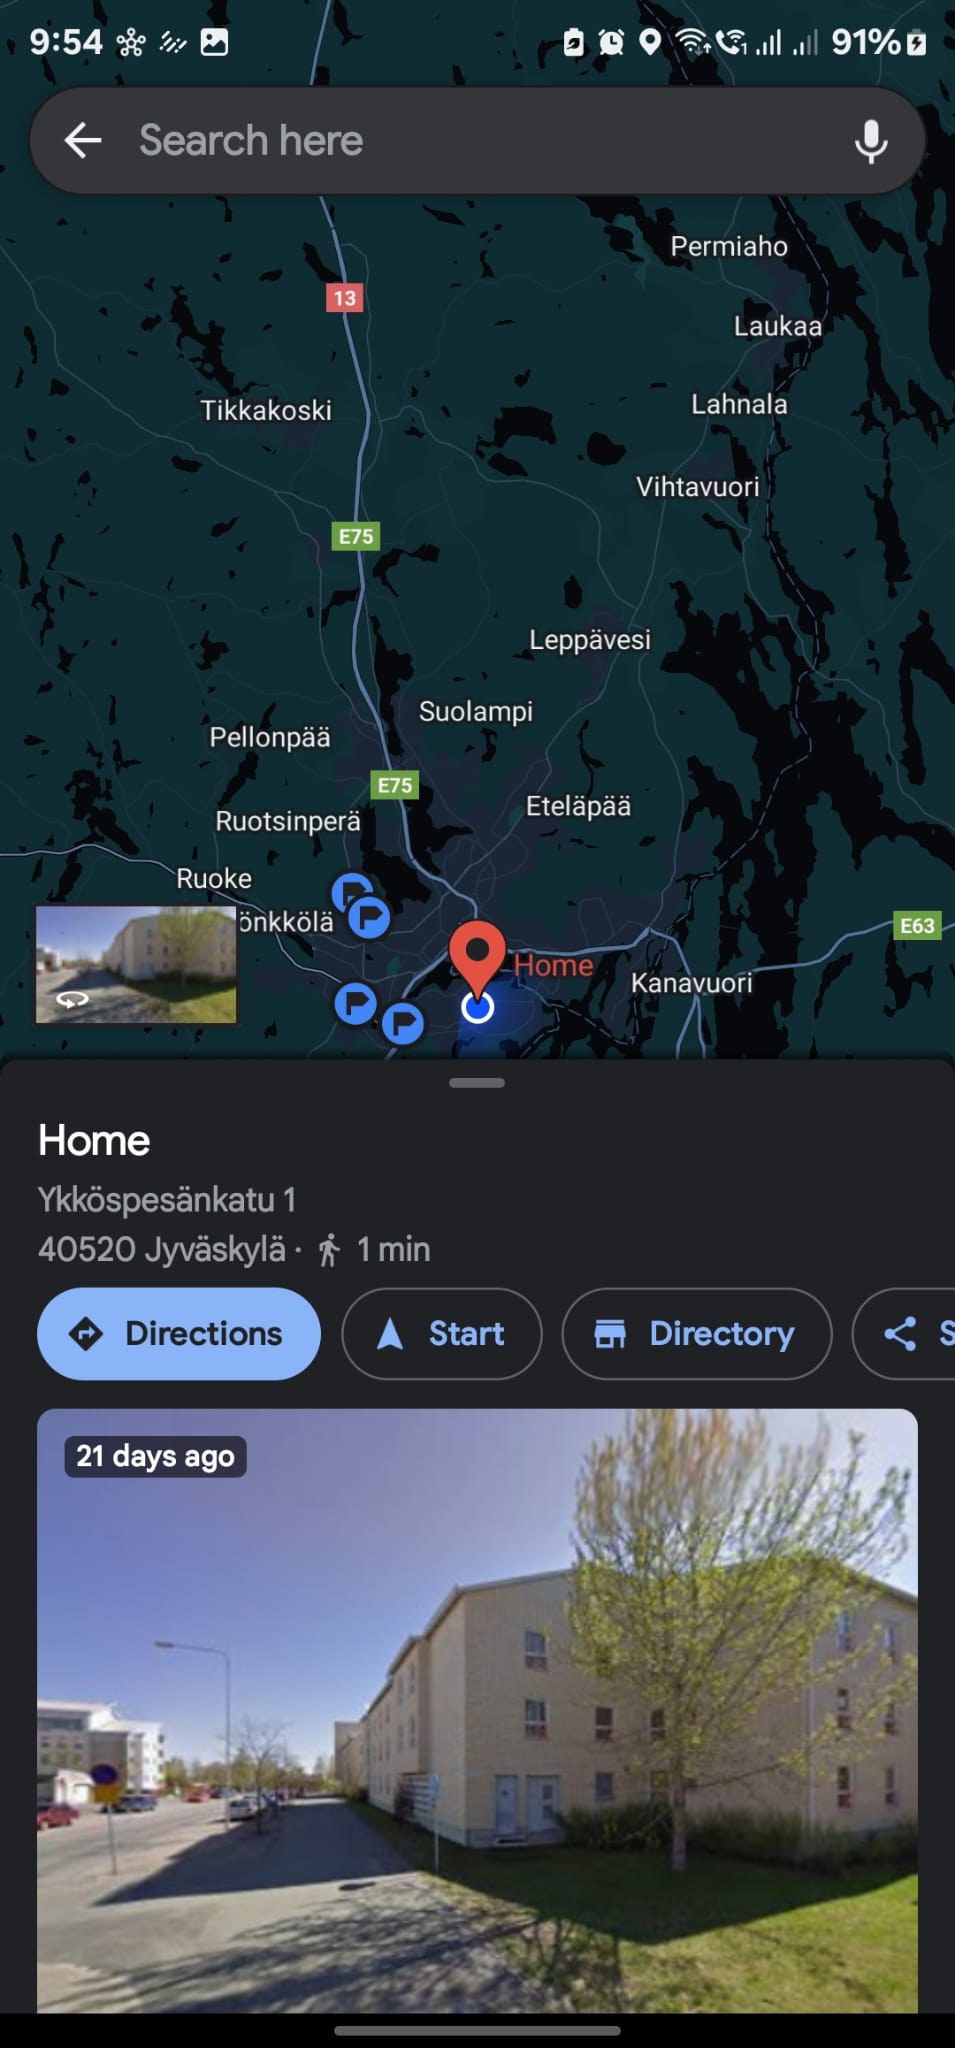 9:54
91%
Search here
Permiaho
13
Laukaa
Lahnala
Tikkakoski
Vihtavuori
E75
Leppävesi
Suolampi
Pellonpää
E75
Eteläpää
Ruotsinperä
Ruoke
önkkölä
E63
Home
Kanavuori
Home
Ykköspesänkatu 1
40520 Jyväskylä · 1 min
Directions
Start
Directory
S
21 days ago